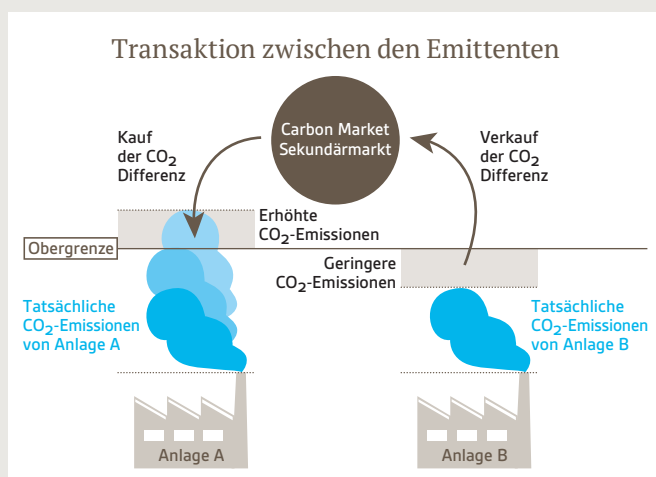 Transaktion zwischen den Emittenten
Carbon Market
Sekundärmarkt
Kauf
der CO₂
Differenz
Verkauf
der CO₂
Differenz
Erhöhte
CO₂-Emissionen
Obergrenze
Geringere
CO₂-Emissionen
Tatsächliche
CO₂-Emissionen
von Anlage A
Tatsächliche
CO₂-Emissionen
von Anlage B
Anlage A
Anlage B